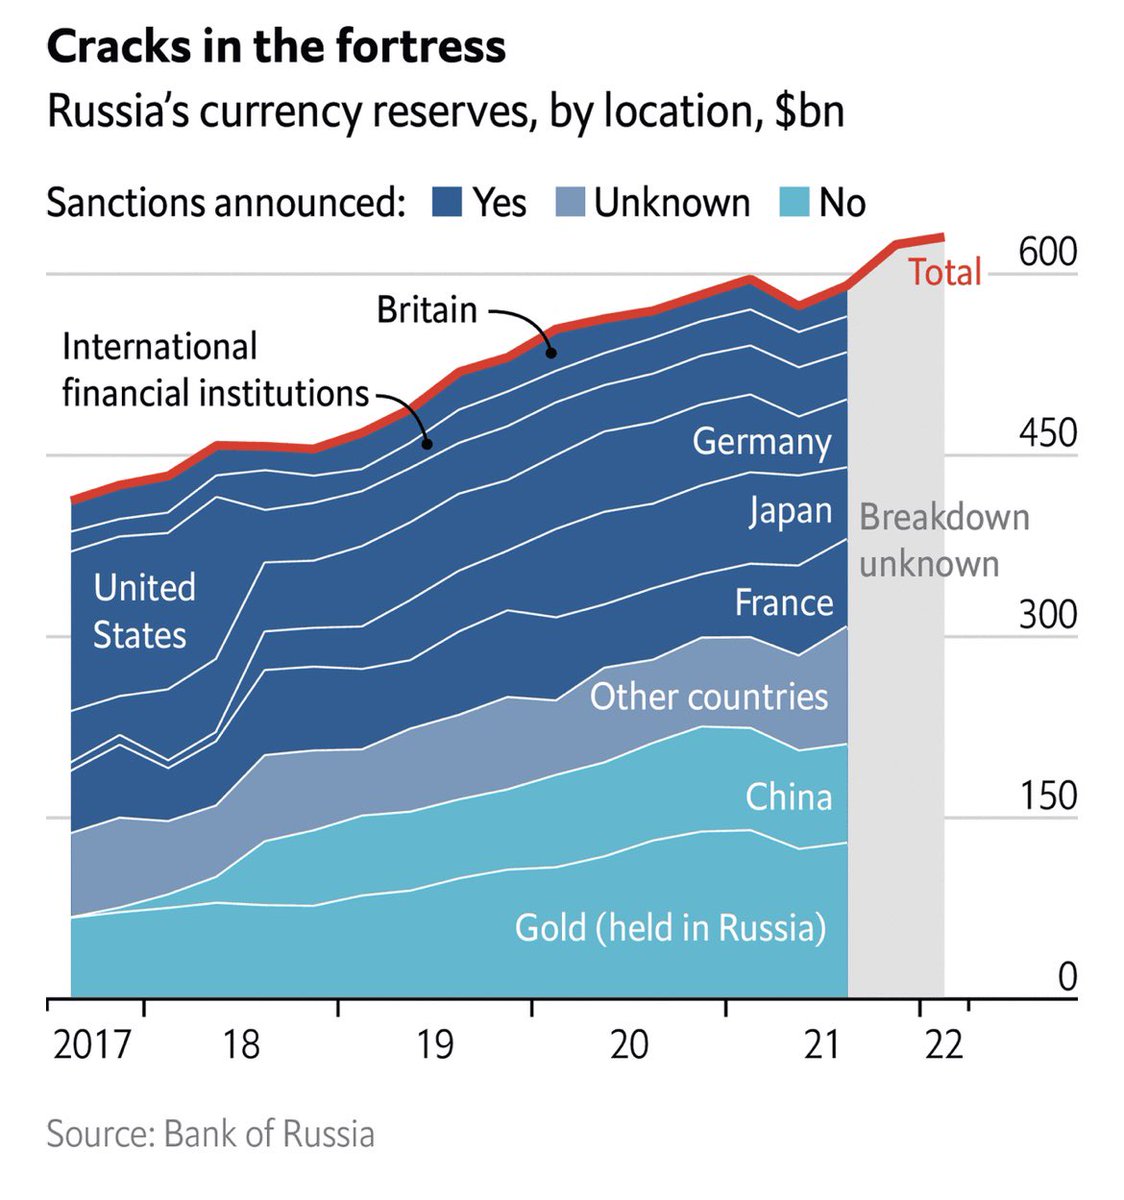 Cracks in the fortress
Russia's currency reserves, by location, $bn
Sanctions announced: Yes Unknown No
600
Total
Britain
International
financial institutions
450
Germany
Japan
Breakdown
unknown
United
States
France
300
Other countries
150
China
Gold (held in Russia)
0
2017 18 19 20 21 22
Source: Bank of Russia